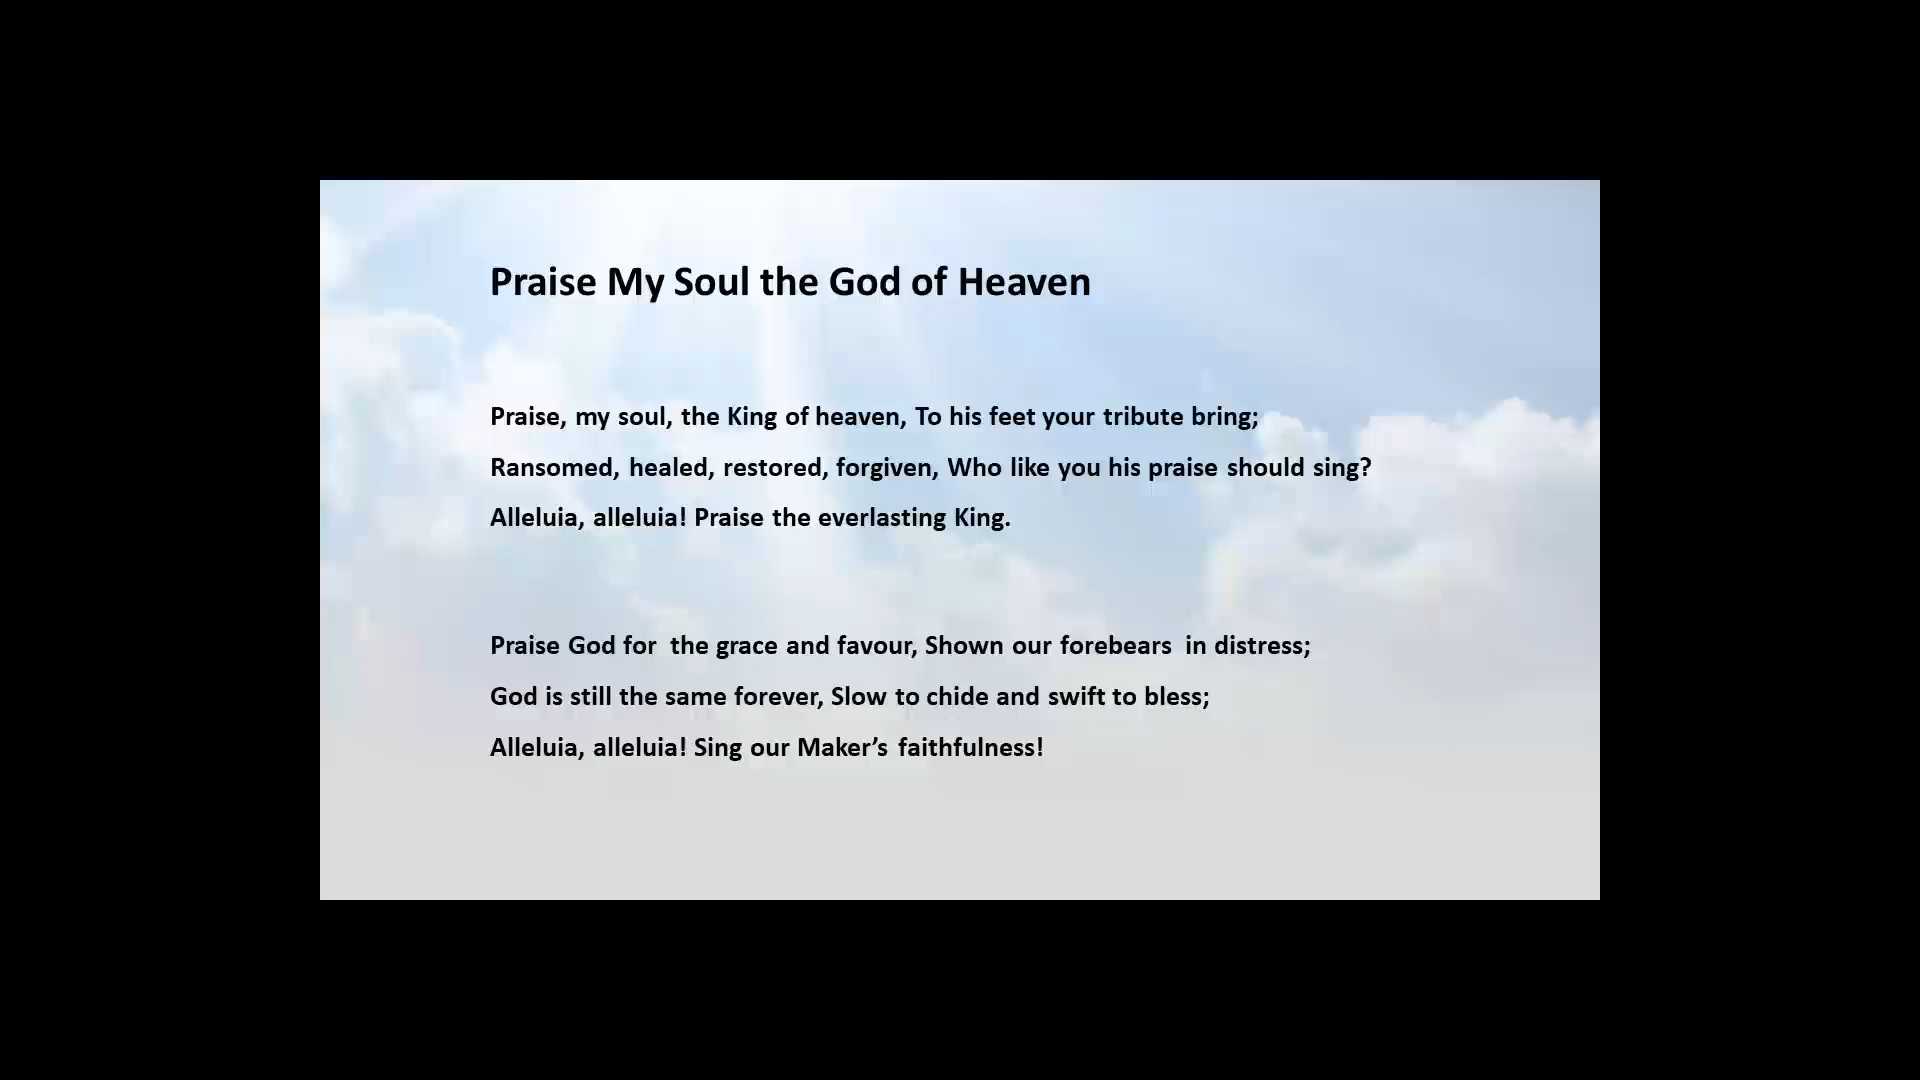 Praise My Soul the God of Heaven
Praise, my soul, the King of heaven, To his feet your tribute bring;
Ransomed, healed, restored, forgiven, Who like you his praise should sing?
Alleluia, alleluia! Praise the everlasting King.
Praise God for the grace and favour, Shown our forebears in distress;
God is still the same forever, Slow to chide and swift to bless;
Alleluia, alleluia! Sing our Maker’s faithfulness!